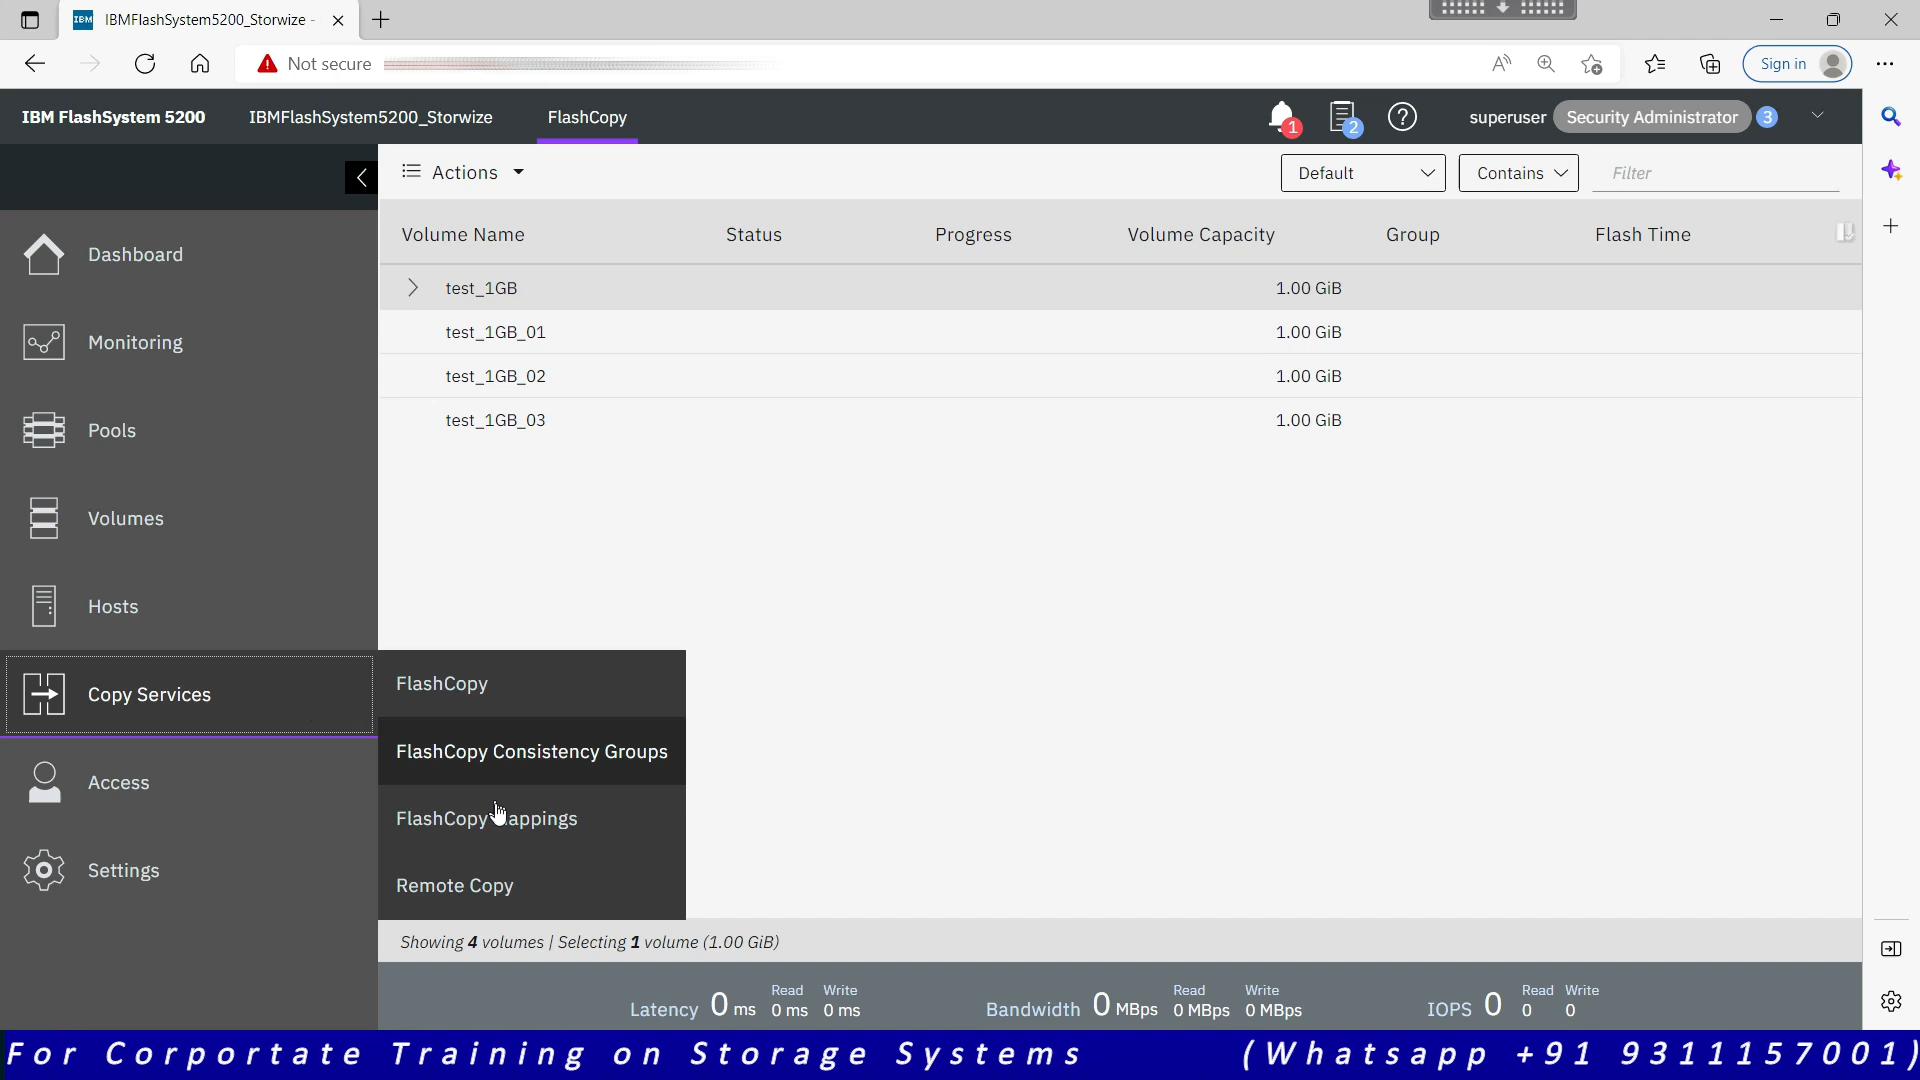 IBM IBMFlashSystem5200_Storwize -
Not secure
Sign in
IBM FlashSystem 5200 IBMFlashSystem5200_Storwize FlashCopy 1 2 superuser Security Administrator 3
Actions Default Contains Filter
Volume Name Status Progress Volume Capacity Group Flash Time
test_1GB 1.00 GiB
test_1GB_01 1.00 GiB
test_1GB_02 1.00 GiB
test_1GB_03 1.00 GiB
Dashboard
Monitoring
Pools
Volumes
Hosts
Copy Services
Access
Settings
FlashCopy
FlashCopy Consistency Groups
FlashCopy Mappings
Remote Copy
Showing 4 volumes | Selecting 1 volume (1.00 GiB)
Latency 0 ms Read 0 ms Write 0 ms
Bandwidth 0 MBps Read 0 MBps Write 0 MBps
IOPS 0 Read 0 Write 0
For Corportate Training on Storage Systems (Whatsapp +91 9311157001)